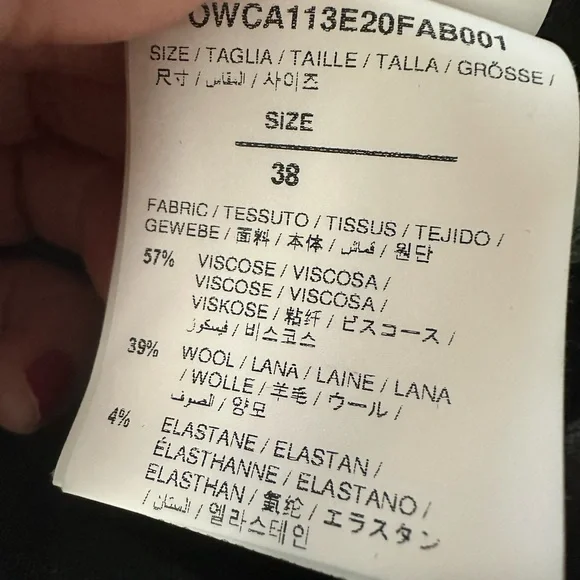 OWCA113E20FAB001
SIZE / TAGLIA / TAILLE / TALLA / GRÖSSE /
尺寸 / المقاس / 사이즈
SIZE
38
FABRIC / TESSUTO / TISSUS / TEJIDO /
GEWEBE / 面料 / 本体 / قماش / 원단
57% VISCOSE / VISCOSA /
VISCOSE / VISCOSA /
VISKOSE / 粘纤 / ビスコース /
فيسكوز / 비스코스
39% WOOL / LANA / LAINE / LANA
/ WOLLE / 羊毛 / ウール /
الصوف / 양모
4% ELASTANE / ELASTAN /
ÉLASTHANNE / ELASTANO /
ELASTHAN / 氨纶 / エラスタン
/ الستان / 엘라스테인